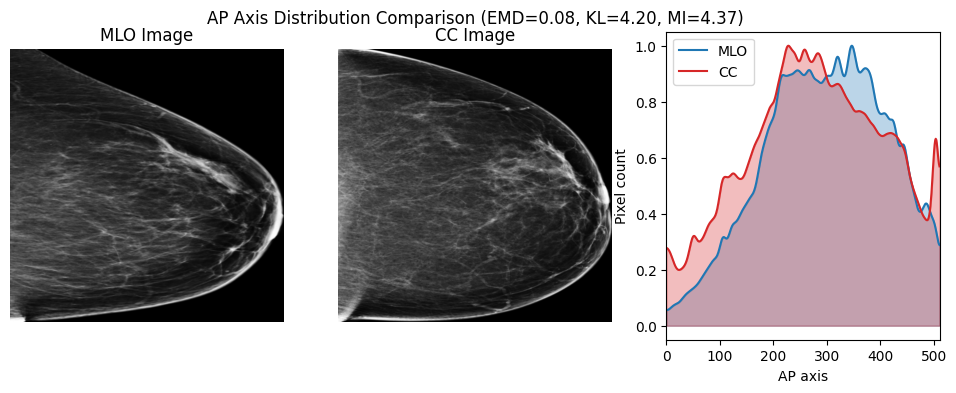 AP Axis Distribution Comparison (EMD=0.08, KL=4.20, MI=4.37)
MLO Image
CC Image
MLO
CC
1.0
0.8
0.6
0.4
0.2
0.0
Pixel count
0
100
200
300
400
500
AP axis